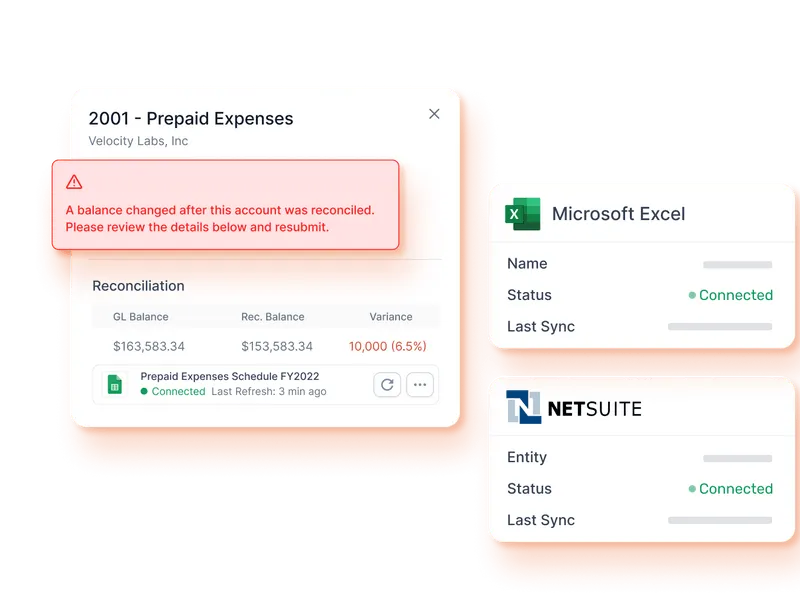 2001 - Prepaid Expenses
Velocity Labs, Inc
A balance changed after this account was reconciled.
Please review the details below and resubmit.
Reconciliation
GL Balance Rec. Balance Variance
$163,583.34 $153,583.34 10,000 (6.5%)
Prepaid Expenses Schedule FY2022
Connected Last Refresh: 3 min ago
X Microsoft Excel
Name
Status Connected
Last Sync
N NETSUITE
Entity
Status Connected
Last Sync